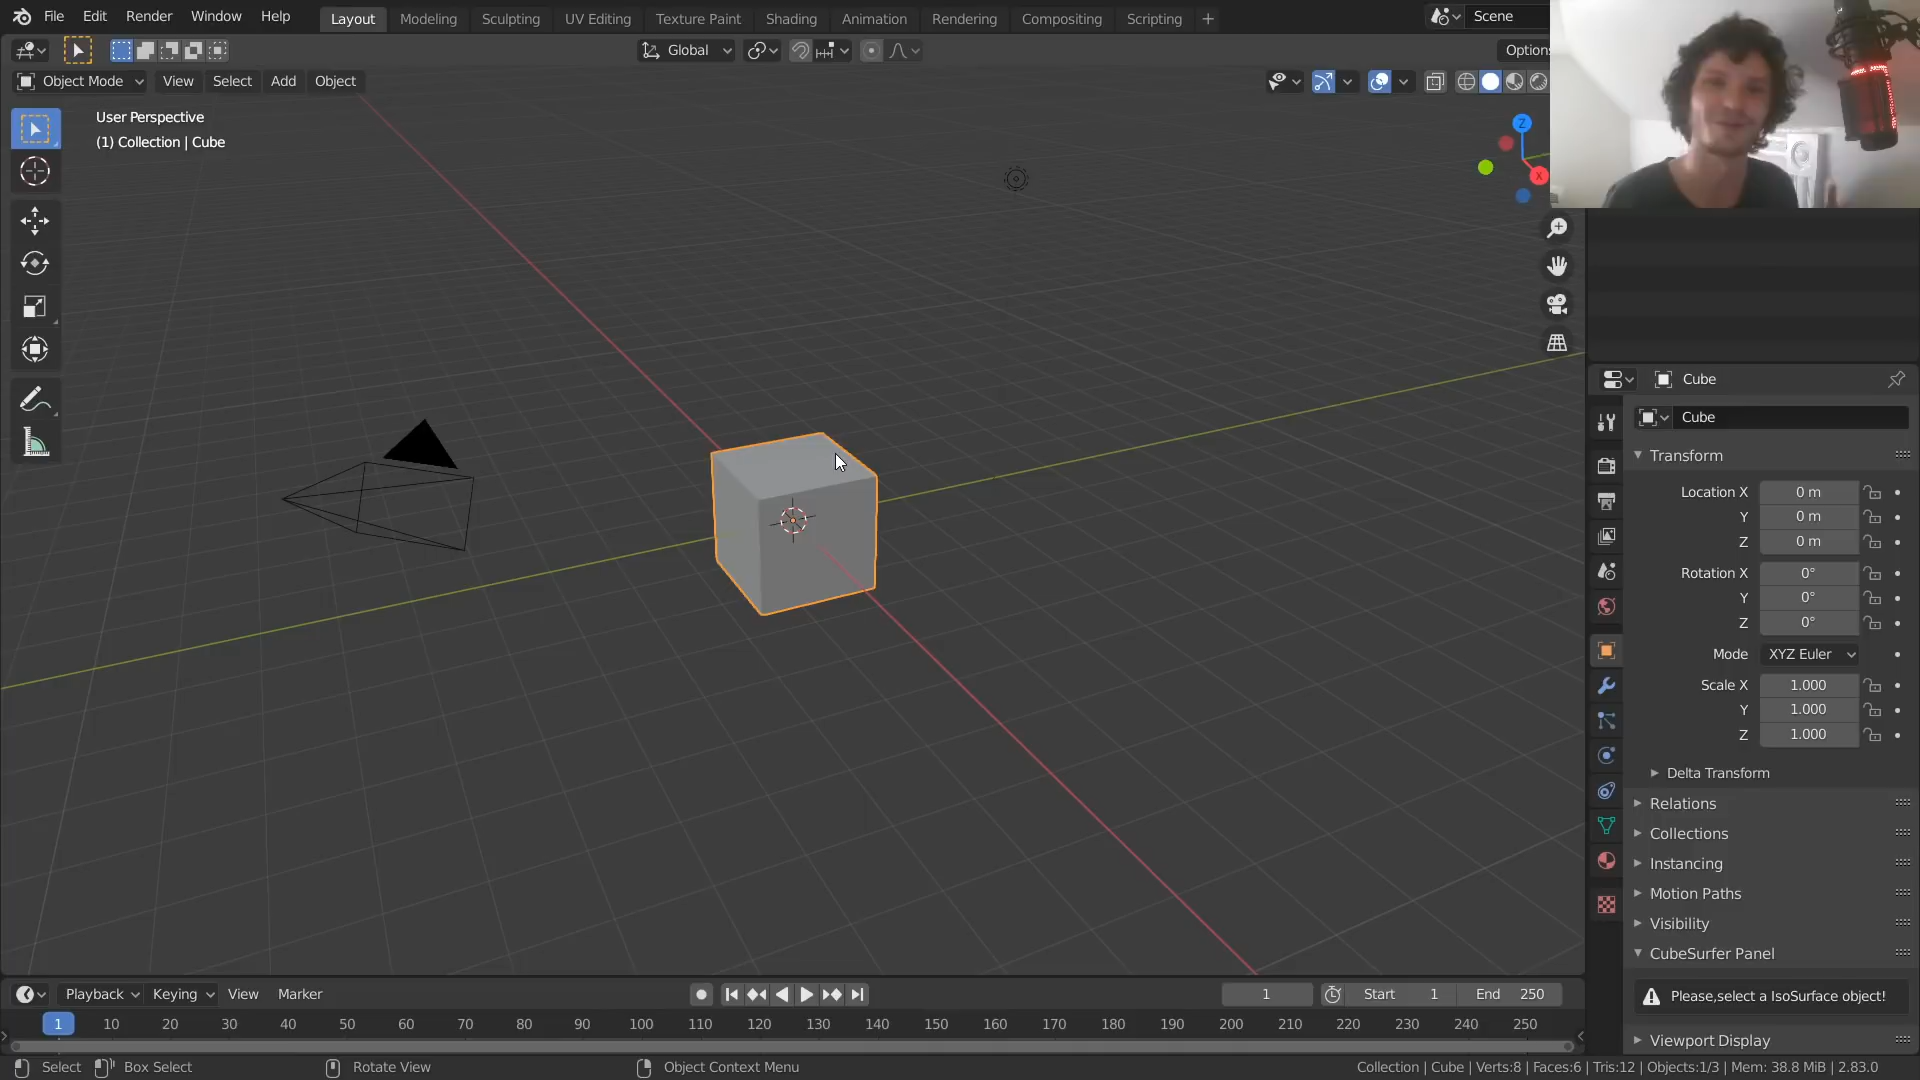 File Edit Render Window Help Layout Modeling Sculpting UV Editing Texture Paint Shading Animation Rendering Compositing Scripting + Scene
Global Options
Object Mode View Select Add Object
User Perspective
(1) Collection | Cube
Z
X
Cube
Cube
Transform
Location X 0 m
Y 0 m
Z 0 m
Rotation X 0°
Y 0°
Z 0°
Mode XYZ Euler
Scale X 1.000
Y 1.000
Z 1.000
Delta Transform
Relations
Collections
Instancing
Motion Paths
Visibility
CubeSurfer Panel
Please,select a IsoSurface object!
Viewport Display
Playback Keying View Marker 1 Start 1 End 250
1 10 20 30 40 50 60 70 80 90 100 110 120 130 140 150 160 170 180 190 200 210 220 230 240 250
Select Box Select Rotate View Object Context Menu Collection | Cube | Verts:8 | Faces:6 | Tris:12 | Objects:1/3 | Mem: 38.8 MiB | 2.83.0